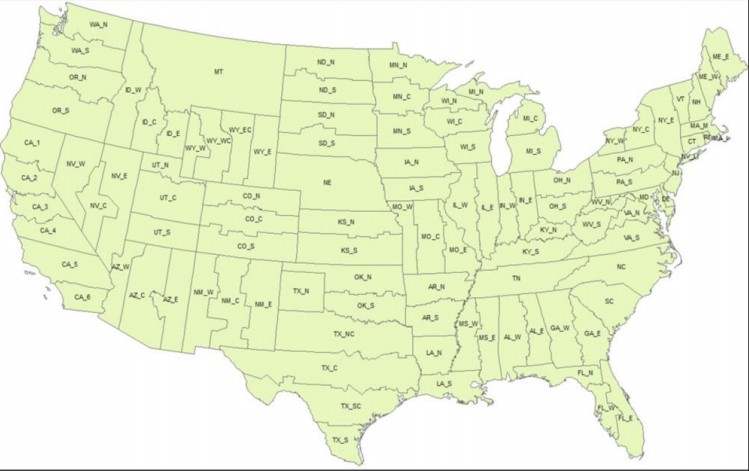 WA_N
WA_S
OR_N
OR_S
ID_W
ID_C
ID_E
MT
ND_N
ND_S
SD_N
SD_S
MN_N
MN_C
MN_S
WI_N
WI_C
WI_S
MI_N
MI_C
MI_S
ME_E
ME_W
VT
NH
NY_E
NY_C
NY_W
MA_M
CT
NJ
PA_N
PA_S
WY_W
WY_WC
WY_EC
WY_E
CA_1
CA_2
CA_3
CA_4
CA_5
CA_6
NV_W
NV_C
NV_E
UT_N
UT_C
UT_S
CO_N
CO_C
CO_S
NE
KS_N
KS_S
IA_N
IA_S
MO_W
MO_C
MO_E
IL_W
IL_E
IN_W
IN_E
OH_N
OH_S
KY_N
KY_S
WV_N
WV_S
MD
DE
VA_N
VA_S
AZ_W
AZ_C
AZ_E
NM_W
NM_C
NM_E
TX_N
OK_N
OK_S
TX_NC
TX_C
TX_SC
TX_S
AR_N
AR_S
LA_N
LA_S
TN
NC
SC
MS_W
MS_E
AL_W
AL_E
GA_W
GA_E
FL_N
FL_W
FL_E